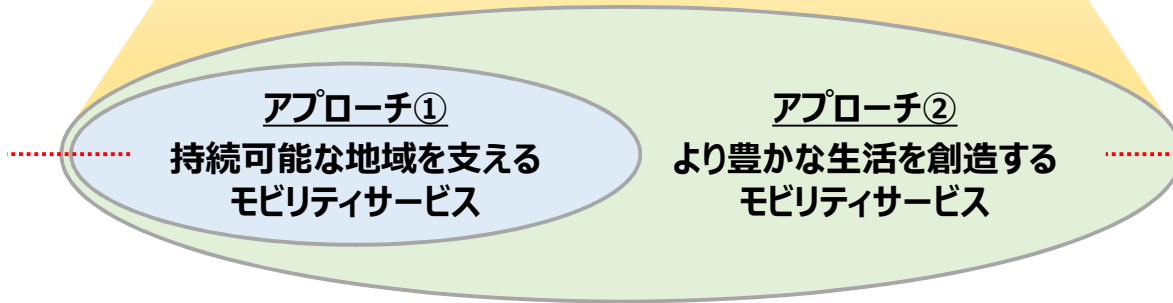 アプローチ①
持続可能な地域を支える
モビリティサービス
アプローチ②
より豊かな生活を創造する
モビリティサービス